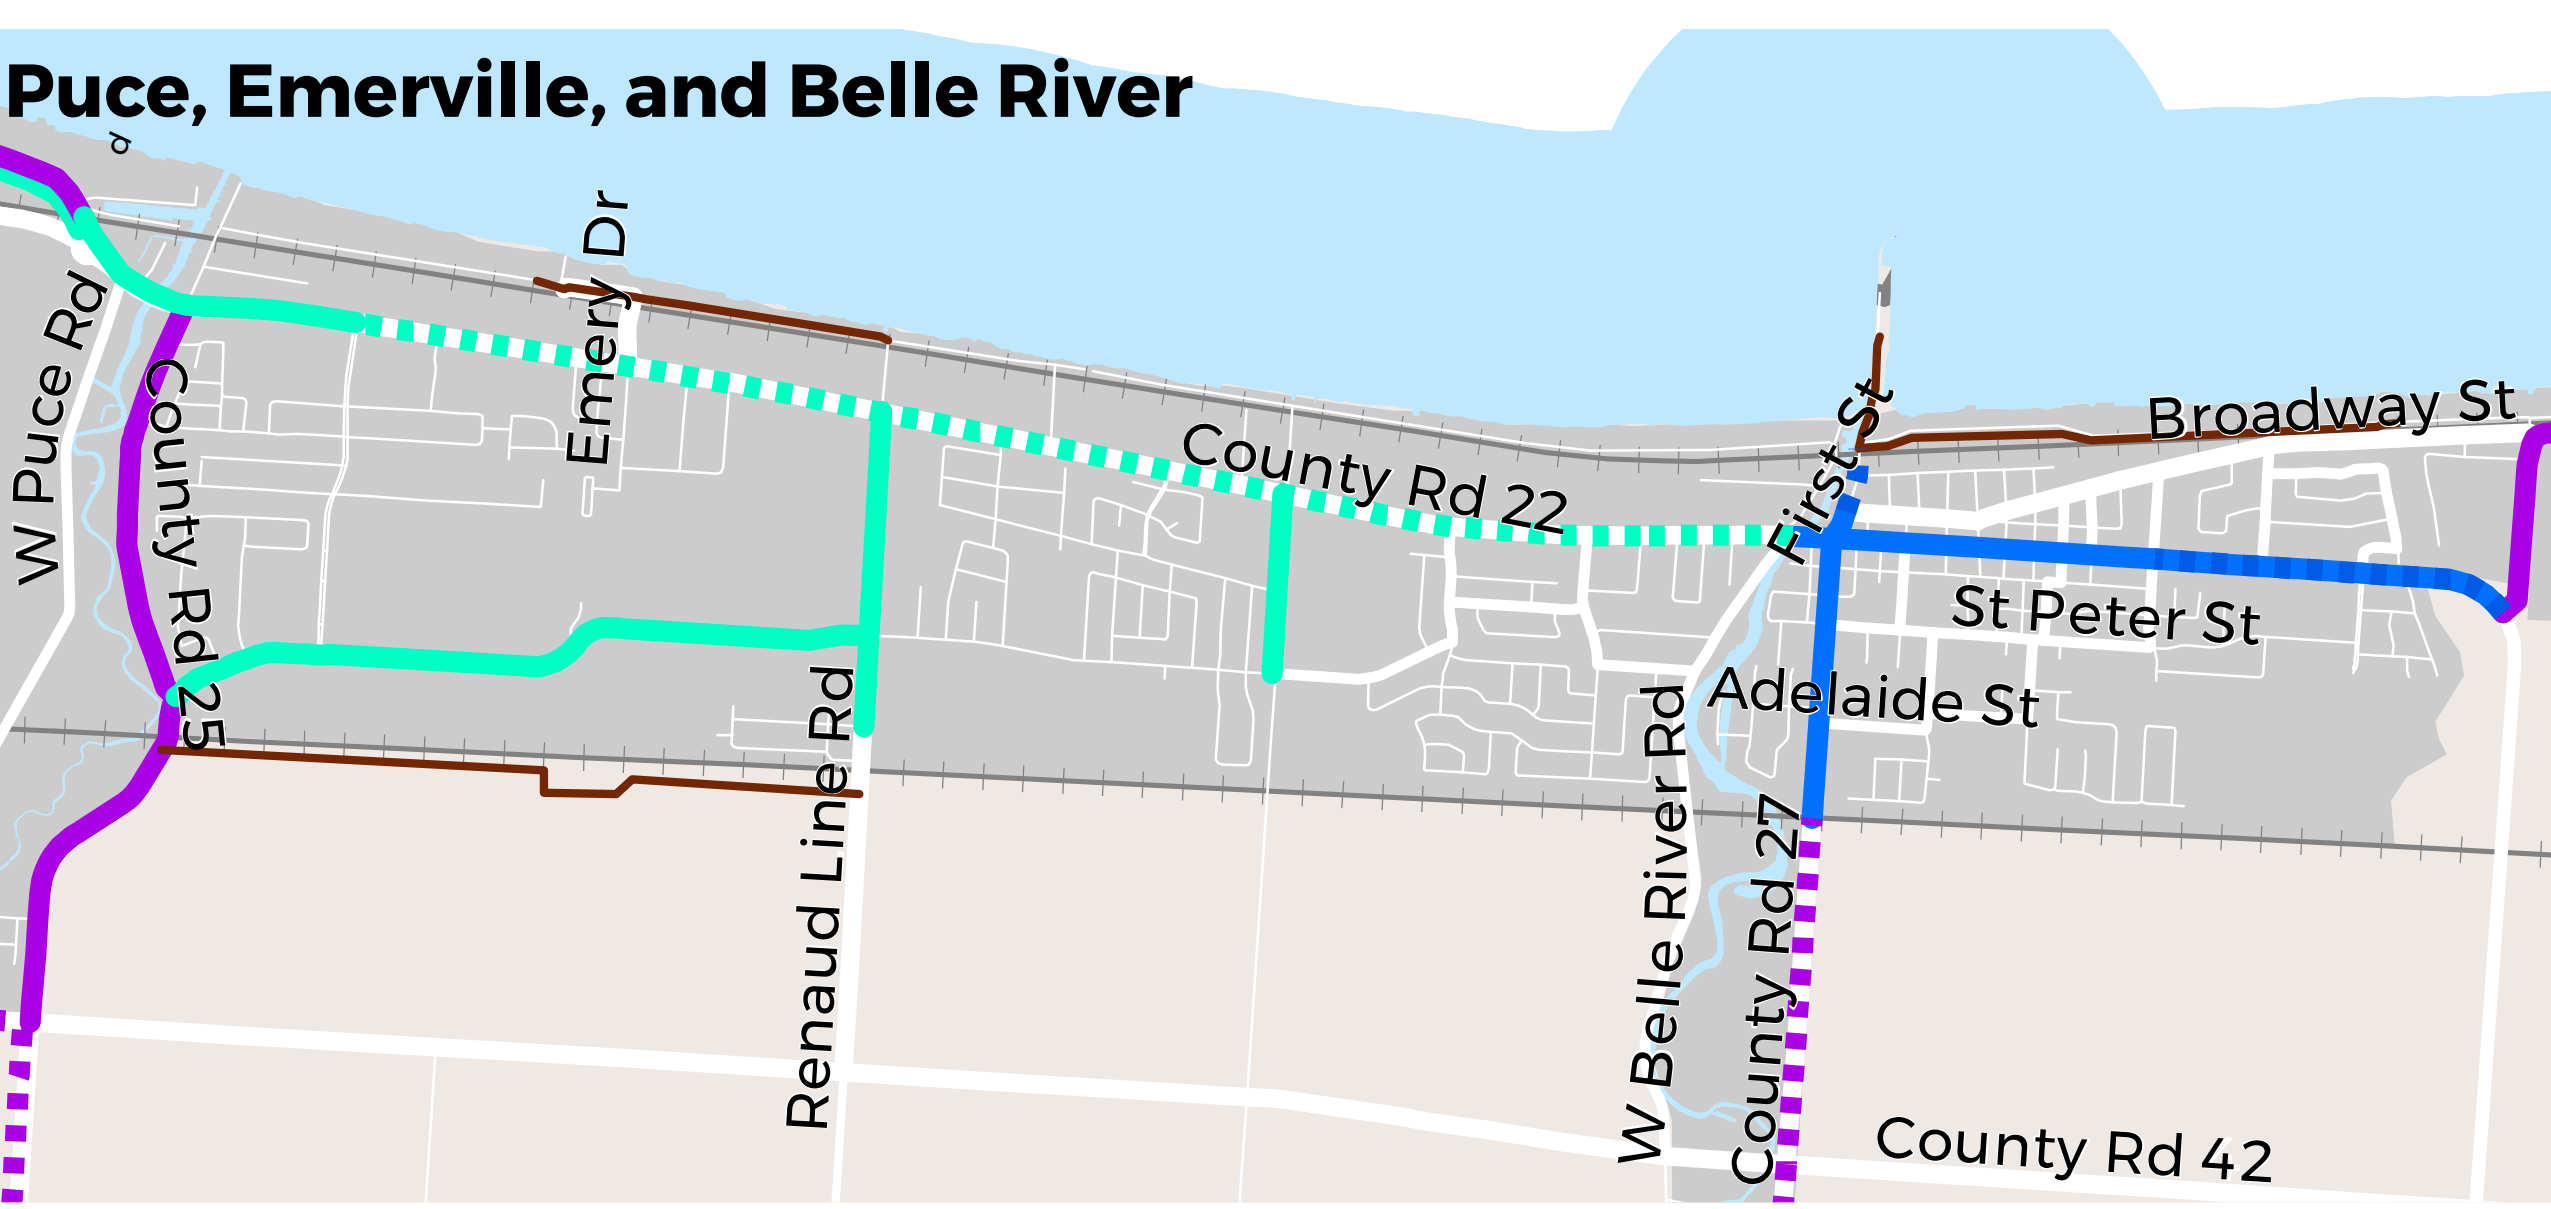 Puce, Emerville, and Belle River
d
Emery Dr
W Puce Rd
County Rd 25
County Rd 22
First St
Broadway St
St Peter St
Adelaide St
Renaud Line Rd
W Belle River Rd
County Rd 27
County Rd 42